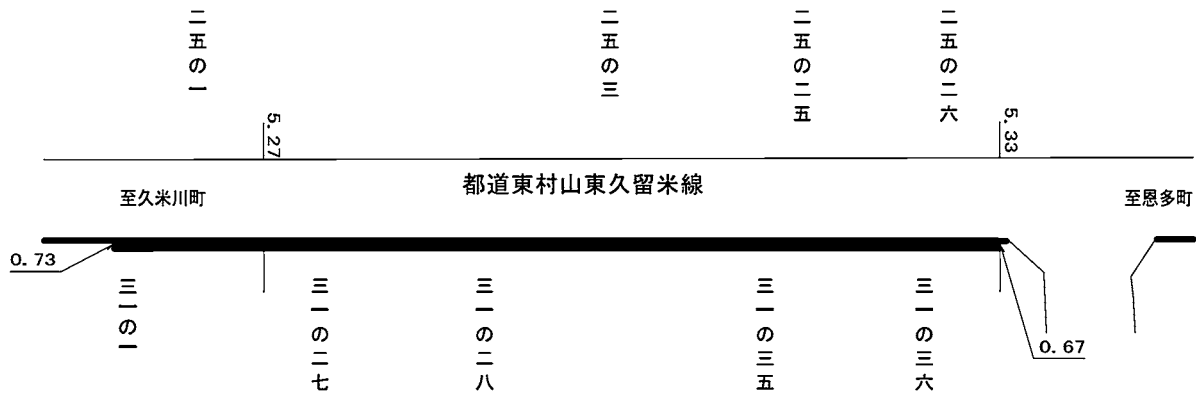 二五の一
二五の三
二五の二五
二五の二六
5.27
5.33
都道東村山東久留米線
至久米川町
至恩多町
0.73
0.67
三一の一
三一の二七
三一の二八
三一の三五
三一の三六